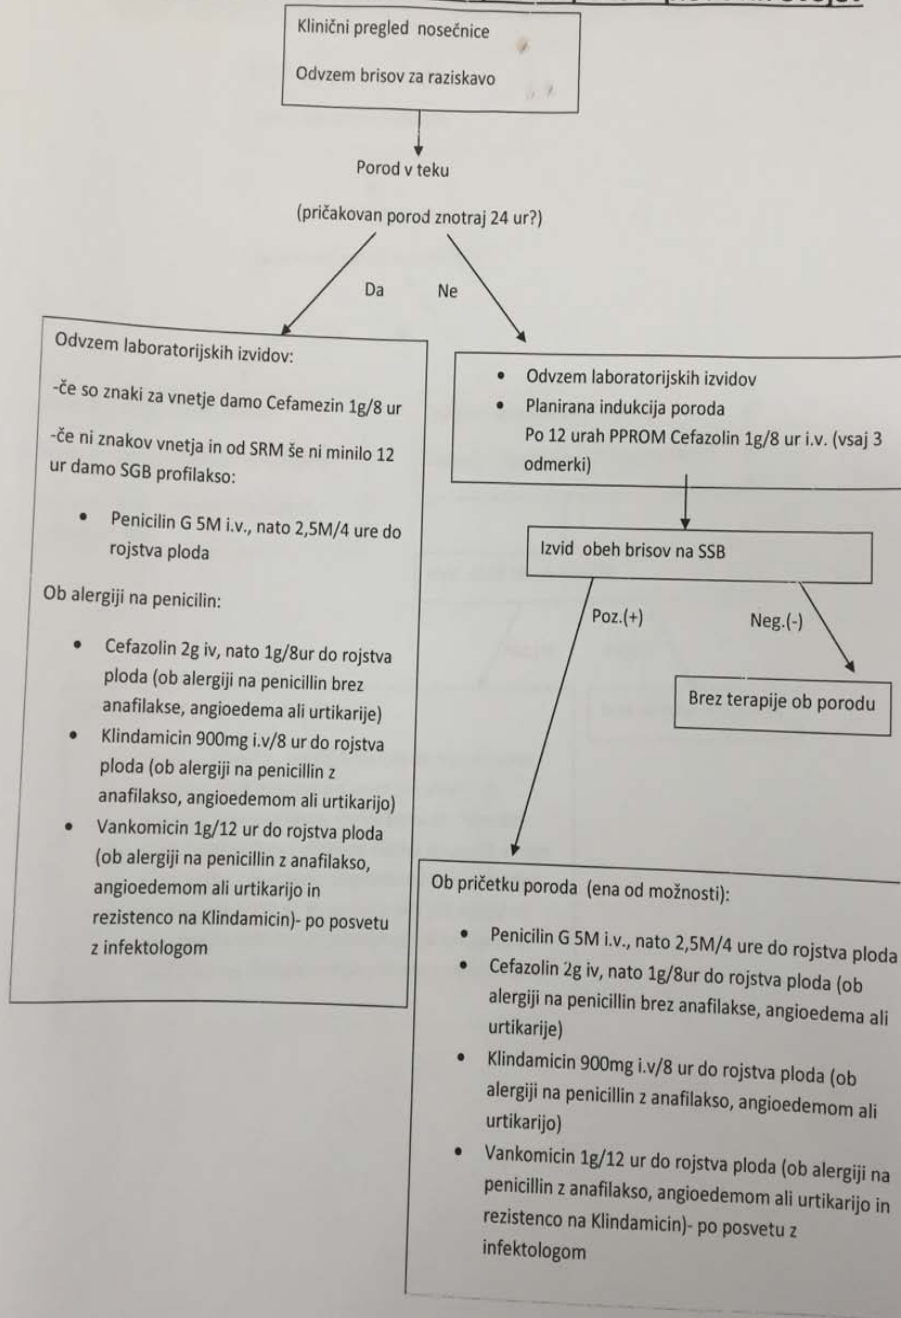 Klinični pregled nosečnice
Odvzem brisov za raziskavo
Porod v teku
(pričakovan porod znotraj 24 ur?)
Da
Ne
Odvzem laboratorijskih izvidov:
-če so znaki za vnetje damo Cefamezin 1g/8 ur
-če ni znakov vnetja in od SRM še ni minilo 12
ur damo SGB profilakso:
• Penicilin G 5M i.v., nato 2,5M/4 ure do
rojstva ploda
Ob alergiji na penicilin:
• Cefazolin 2g iv, nato 1g/8ur do rojstva
ploda (ob alergiji na penicillin brez
anafilakse, angioedema ali urtikarije)
• Klindamicin 900mg i.v/8 ur do rojstva
ploda (ob alergiji na penicillin z
anafilakso, angioedemom ali urtikarijo)
• Vankomicin 1g/12 ur do rojstva ploda
(ob alergiji na penicillin z anafilakso,
angioedemom ali urtikarijo in
rezistenco na Klindamicin)- po posvetu
z infektologom
• Odvzem laboratorijskih izvidov
• Planirana indukcija poroda
Po 12 urah PPROM Cefazolin 1g/8 ur i.v. (vsaj 3
odmerki)
Izvid obeh brisov na SSB
Poz.(+)
Neg.(-)
Brez terapije ob porodu
Ob pričetku poroda (ena od možnosti):
• Penicilin G 5M i.v., nato 2,5M/4 ure do rojstva ploda
• Cefazolin 2g iv, nato 1g/8ur do rojstva ploda (ob
alergiji na penicillin brez anafilakse, angioedema ali
urtikarije)
• Klindamicin 900mg i.v/8 ur do rojstva ploda (ob
alergiji na penicillin z anafilakso, angioedemom ali
urtikarijo)
• Vankomicin 1g/12 ur do rojstva ploda (ob alergiji na
penicillin z anafilakso, angioedemom ali urtikarijo in
rezistenco na Klindamicin)- po posvetu z
infektologom